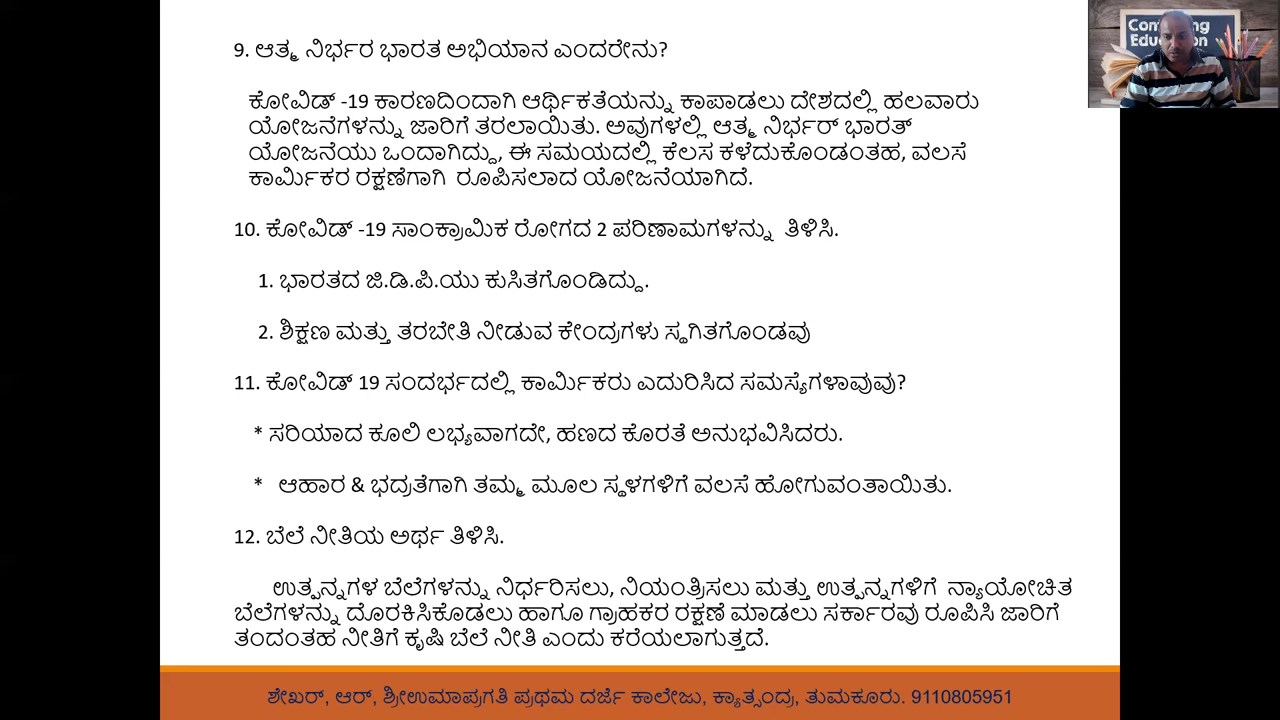 9. ಆತ್ಮ ನಿರ್ಭರ ಭಾರತ ಅಭಿಯಾನ ಎಂದರೇನು?
ಕೋವಿಡ್ -19 ಕಾರಣದಿಂದಾಗಿ ಆರ್ಥಿಕತೆಯನ್ನು ಕಾಪಾಡಲು ದೇಶದಲ್ಲಿ ಹಲವಾರು
ಯೋಜನೆಗಳನ್ನು ಜಾರಿಗೆ ತರಲಾಯಿತು. ಅವುಗಳಲ್ಲಿ ಆತ್ಮ ನಿರ್ಭರ್ ಭಾರತ್
ಯೋಜನೆಯು ಒಂದಾಗಿದ್ದು, ಈ ಸಮಯದಲ್ಲಿ ಕೆಲಸ ಕಳೆದುಕೊಂಡಂತಹ, ವಲಸೆ
ಕಾರ್ಮಿಕರ ರಕ್ಷಣೆಗಾಗಿ ರೂಪಿಸಲಾದ ಯೋಜನೆಯಾಗಿದೆ.
10. ಕೋವಿಡ್ -19 ಸಾಂಕ್ರಾಮಿಕ ರೋಗದ 2 ಪರಿಣಾಮಗಳನ್ನು ತಿಳಿಸಿ.
1. ಭಾರತದ ಜಿ.ಡಿ.ಪಿ.ಯು ಕುಸಿತಗೊಂಡಿದ್ದು.
2. ಶಿಕ್ಷಣ ಮತ್ತು ತರಬೇತಿ ನೀಡುವ ಕೇಂದ್ರಗಳು ಸ್ಥಗಿತಗೊಂಡವು
11. ಕೋವಿಡ್ 19 ಸಂದರ್ಭದಲ್ಲಿ ಕಾರ್ಮಿಕರು ಎದುರಿಸಿದ ಸಮಸ್ಯೆಗಳಾವುವು?
* ಸರಿಯಾದ ಕೂಲಿ ಲಭ್ಯವಾಗದೇ, ಹಣದ ಕೊರತೆ ಅನುಭವಿಸಿದರು.
* ಆಹಾರ & ಭದ್ರತೆಗಾಗಿ ತಮ್ಮ ಮೂಲ ಸ್ಥಳಗಳಿಗೆ ವಲಸೆ ಹೋಗುವಂತಾಯಿತು.
12. ಬೆಲೆ ನೀತಿಯ ಅರ್ಥ ತಿಳಿಸಿ.
ಉತ್ಪನ್ನಗಳ ಬೆಲೆಗಳನ್ನು ನಿರ್ಧರಿಸಲು, ನಿಯಂತ್ರಿಸಲು ಮತ್ತು ಉತ್ಪನ್ನಗಳಿಗೆ ನ್ಯಾಯೋಚಿತ
ಬೆಲೆಗಳನ್ನು ದೊರಕಿಸಿಕೊಡಲು ಹಾಗೂ ಗ್ರಾಹಕರ ರಕ್ಷಣೆ ಮಾಡಲು ಸರ್ಕಾರವು ರೂಪಿಸಿ ಜಾರಿಗೆ
ತಂದಂತಹ ನೀತಿಗೆ ಕೃಷಿ ಬೆಲೆ ನೀತಿ ಎಂದು ಕರೆಯಲಾಗುತ್ತದೆ.
ಶೇಖರ್, ಆರ್, ಶ್ರೀಉಮಾಪ್ರಗತಿ ಪ್ರಥಮ ದರ್ಜೆ ಕಾಲೇಜು, ಕ್ಯಾತ್ಸಂದ್ರ, ತುಮಕೂರು. 9110805951